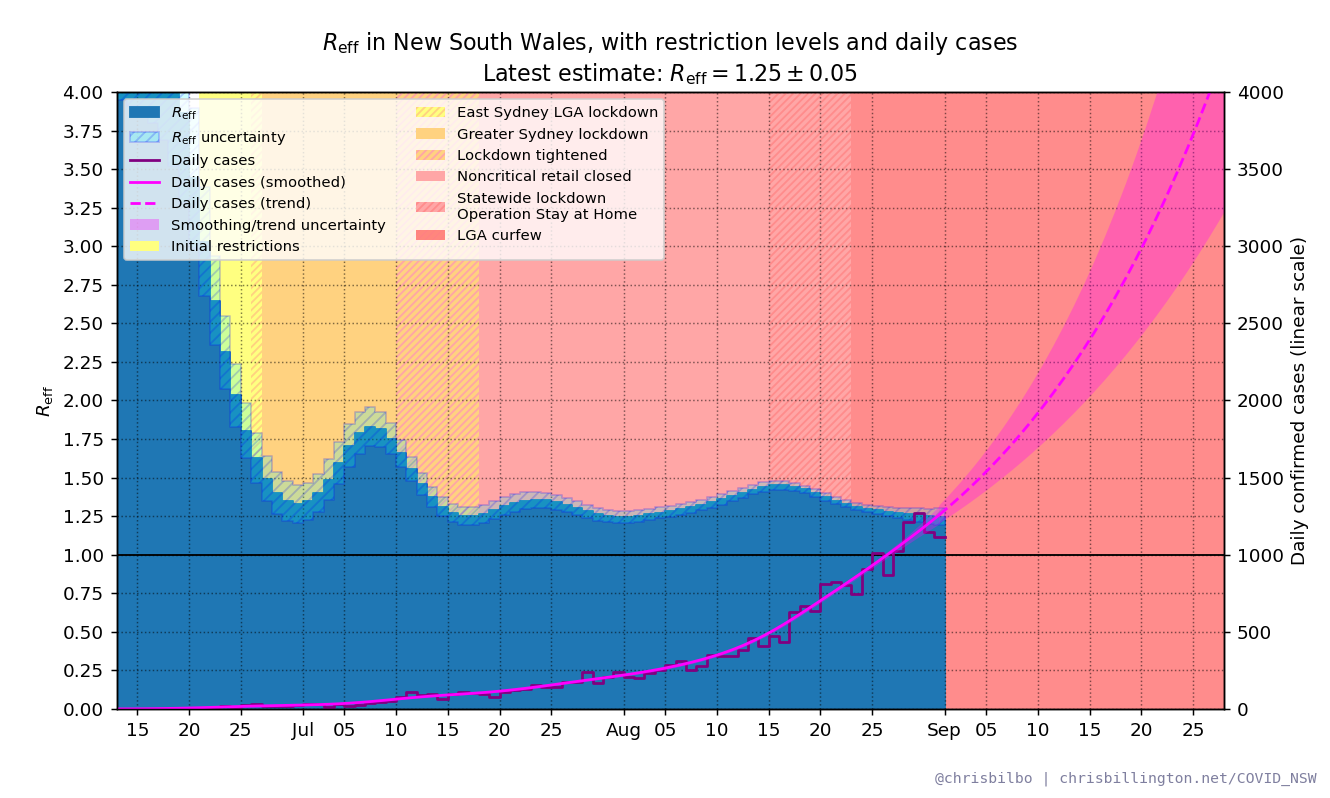 R_eff in New South Wales, with restriction levels and daily cases
Latest estimate: R_eff = 1.25 ± 0.05
R_eff
R_eff uncertainty
Daily cases
Daily cases (smoothed)
Daily cases (trend)
Smoothing/trend uncertainty
Initial restrictions
East Sydney LGA lockdown
Greater Sydney lockdown
Lockdown tightened
Noncritical retail closed
Statewide lockdown
Operation Stay at Home
LGA curfew
4.00
3.75
3.50
3.25
3.00
2.75
2.50
2.25
2.00
1.75
1.50
1.25
1.00
0.75
0.50
0.25
0.00
R_eff
4000
3500
3000
2500
2000
1500
1000
500
0
Daily confirmed cases (linear scale)
15 20 25 Jul 05 10 15 20 25 Aug 05 10 15 20 25 Sep 05 10 15 20 25
@chrisbilbo | chrisbillington.net/COVID_NSW